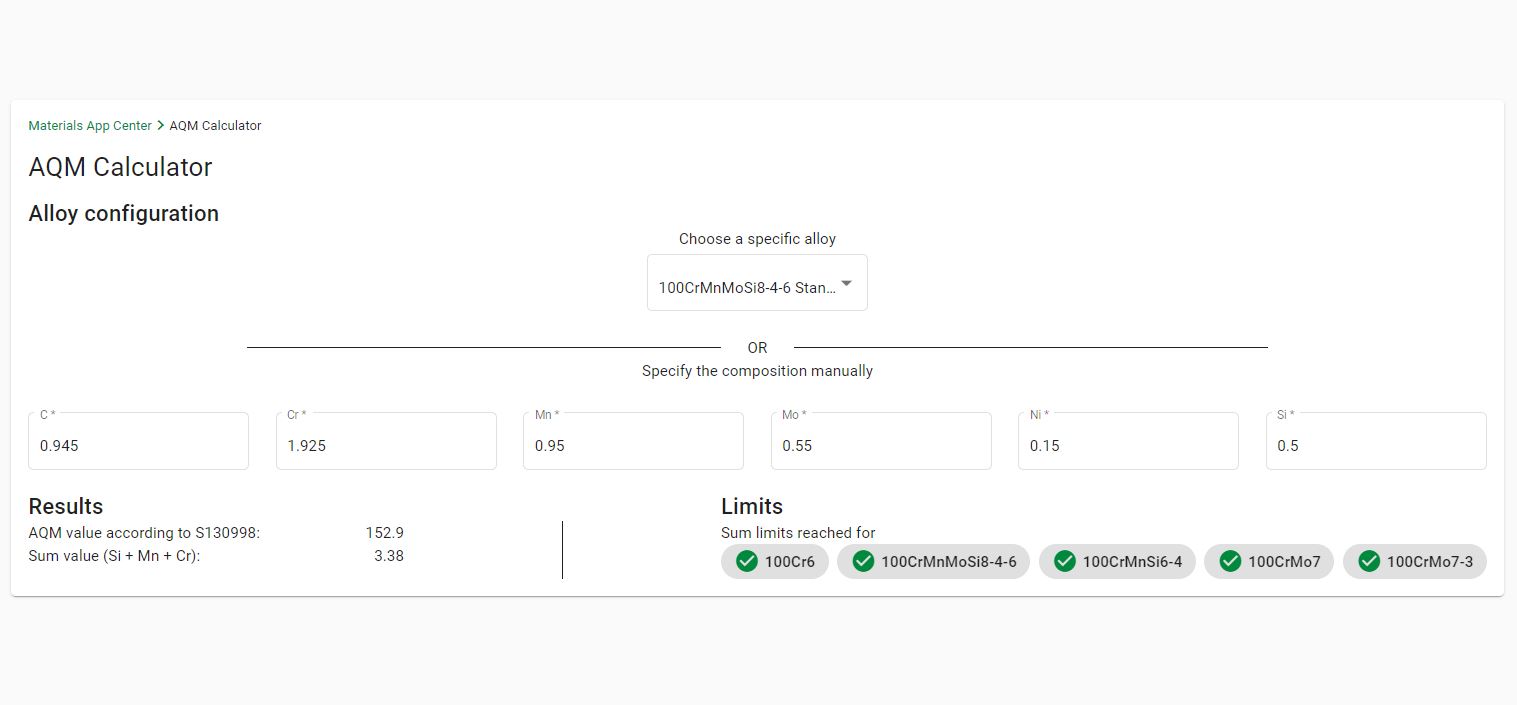 Materials App Center > AQM Calculator
AQM Calculator
Alloy configuration
Choose a specific alloy
100CrMnMoSi8-4-6 Stan...
OR
Specify the composition manually
C * Cr * Mn * Mo * Ni * Si *
0.945 1.925 0.95 0.55 0.15 0.5
Results
AQM value according to S130998: 152.9
Sum value (Si + Mn + Cr): 3.38
Limits
Sum limits reached for
100Cr6 100CrMnMoSi8-4-6 100CrMnSi6-4 100CrMo7 100CrMo7-3